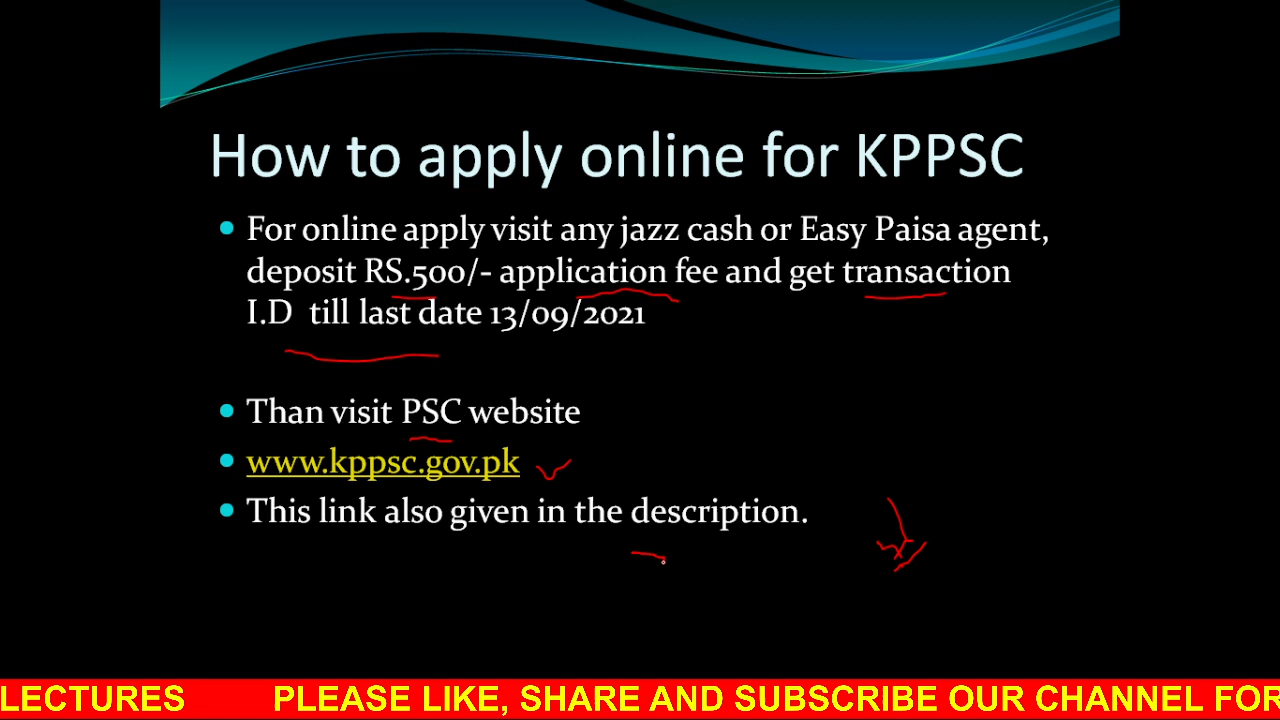 How to apply online for KPPSC
For online apply visit any jazz cash or Easy Paisa agent,
deposit RS.500/- application fee and get transaction
I.D till last date 13/09/2021
Than visit PSC website
www.kppsc.gov.pk
This link also given in the description.
LECTURES PLEASE LIKE, SHARE AND SUBSCRIBE OUR CHANNEL FOR